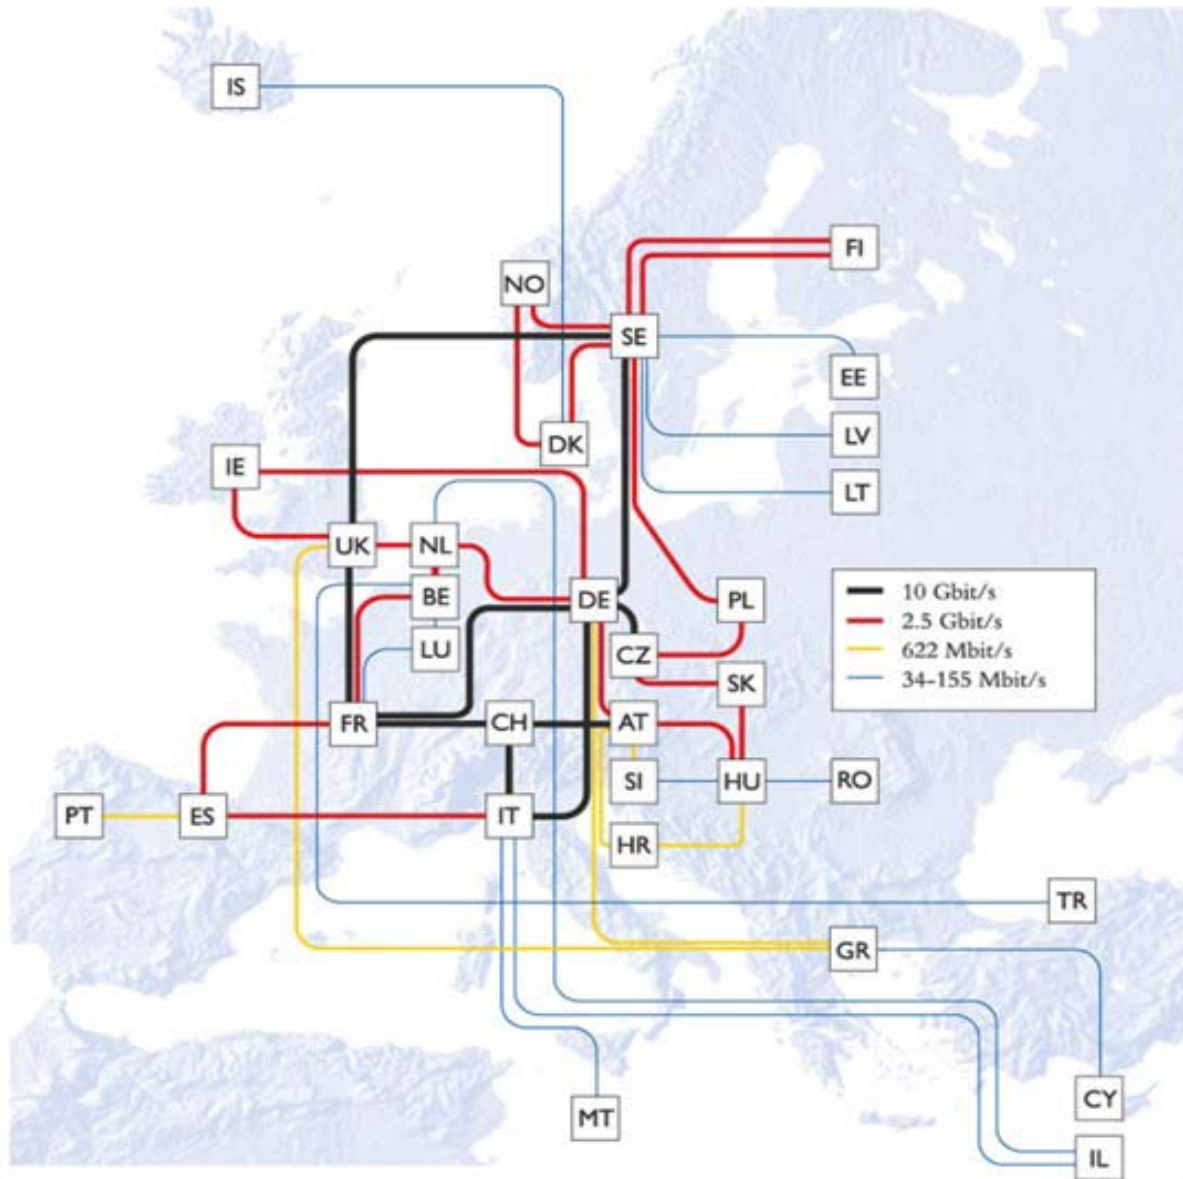 IS
FI
NO
SE
EE
DK
LV
IE
LT
UK
NL
BE
DE
PL
LU
CZ
SK
FR
CH
AT
SI
HU
RO
PT
ES
IT
HR
TR
GR
CY
MT
IL
10 Gbit/s
2.5 Gbit/s
622 Mbit/s
34-155 Mbit/s